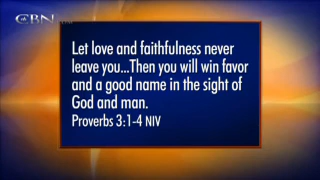 CBN
Let love and faithfulness never
leave you...Then you will win favor
and a good name in the sight of
God and man.
Proverbs 3:1-4 NIV